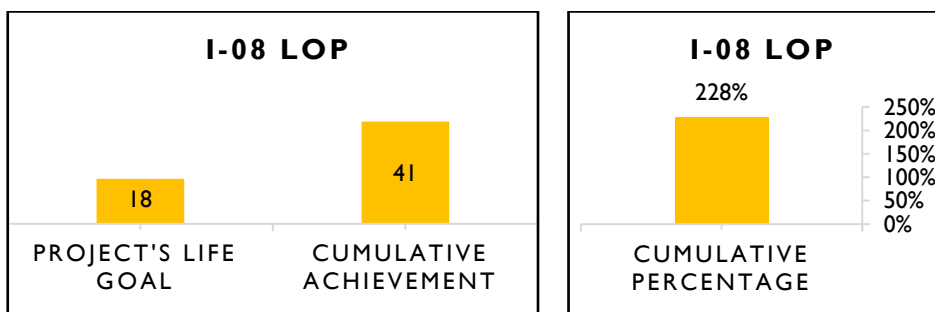 I-08 LOP
18
41
PROJECT'S LIFE
GOAL
CUMULATIVE
ACHIEVEMENT
I-08 LOP
228%
250%
200%
150%
100%
50%
0%
CUMULATIVE
PERCENTAGE